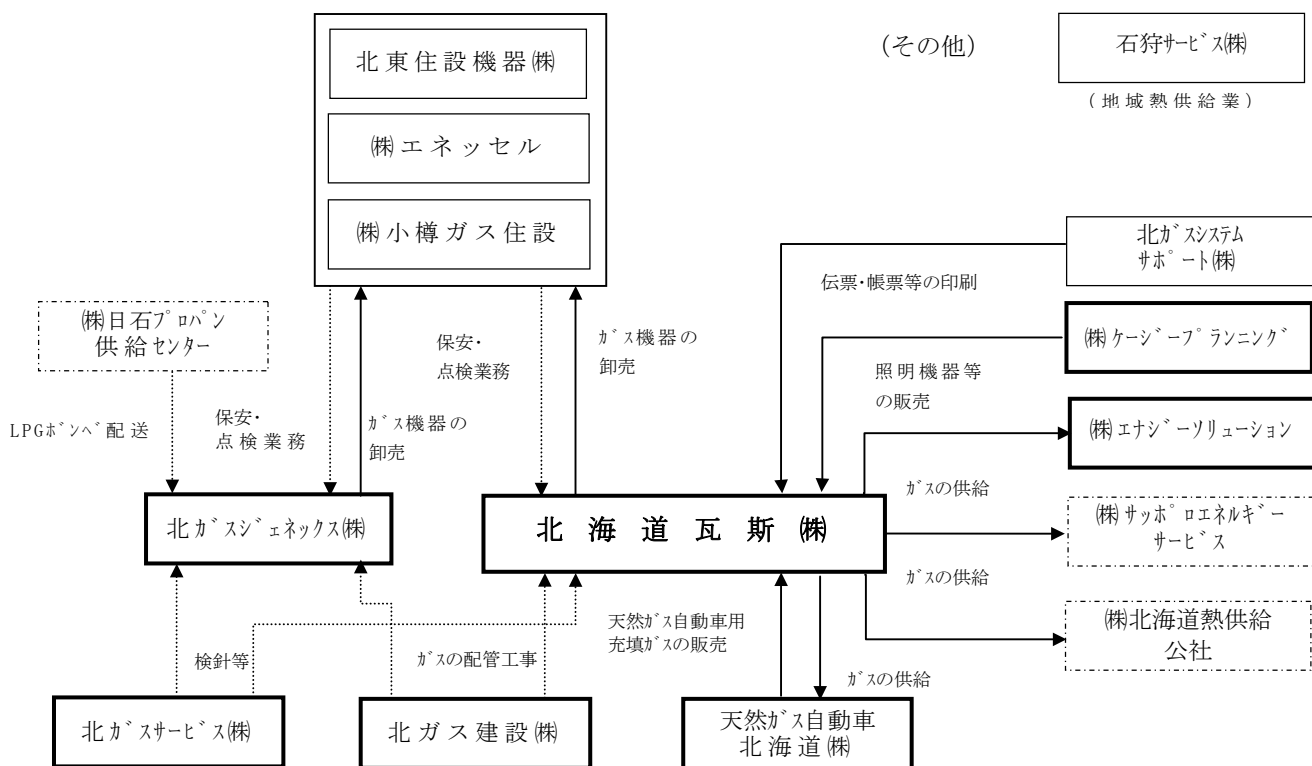 北東住設機器㈱
㈱エネッセル
㈱小樽ガス住設
(その他)
石狩ｻｰﾋﾞｽ㈱
(地域熱供給業)
北ｶﾞｽｼｽﾃﾑ
ｻﾎﾟｰﾄ㈱
伝票･帳票等の印刷
㈱ｹｰｼﾞｰﾌﾟﾗﾝﾆﾝｸﾞ
照明機器等
の販売
㈱ｴﾅｼﾞｰｿﾘｭｰｼｮﾝ
㈱日石ﾌﾟﾛﾊﾟﾝ
供給ｾﾝﾀｰ
LPGﾎﾞﾝﾍﾞ配送
保安･
点検業務
ｶﾞｽ機器の
卸売
保安･
点検業務
ｶﾞｽ機器の
卸売
北ｶﾞｽｼﾞｪﾈｯｸｽ㈱
北海道瓦斯㈱
ｶﾞｽの供給
㈱ｻｯﾎﾟﾛｴﾈﾙｷﾞｰ
ｻｰﾋﾞｽ
ｶﾞｽの供給
㈱北海道熱供給
公社
検針等
ｶﾞｽの配管工事
天然ｶﾞｽ自動車用
充填ｶﾞｽの販売
ｶﾞｽの供給
北ｶﾞｽｻｰﾋﾞｽ㈱
北ガス建設㈱
天然ｶﾞｽ自動車
北海道㈱